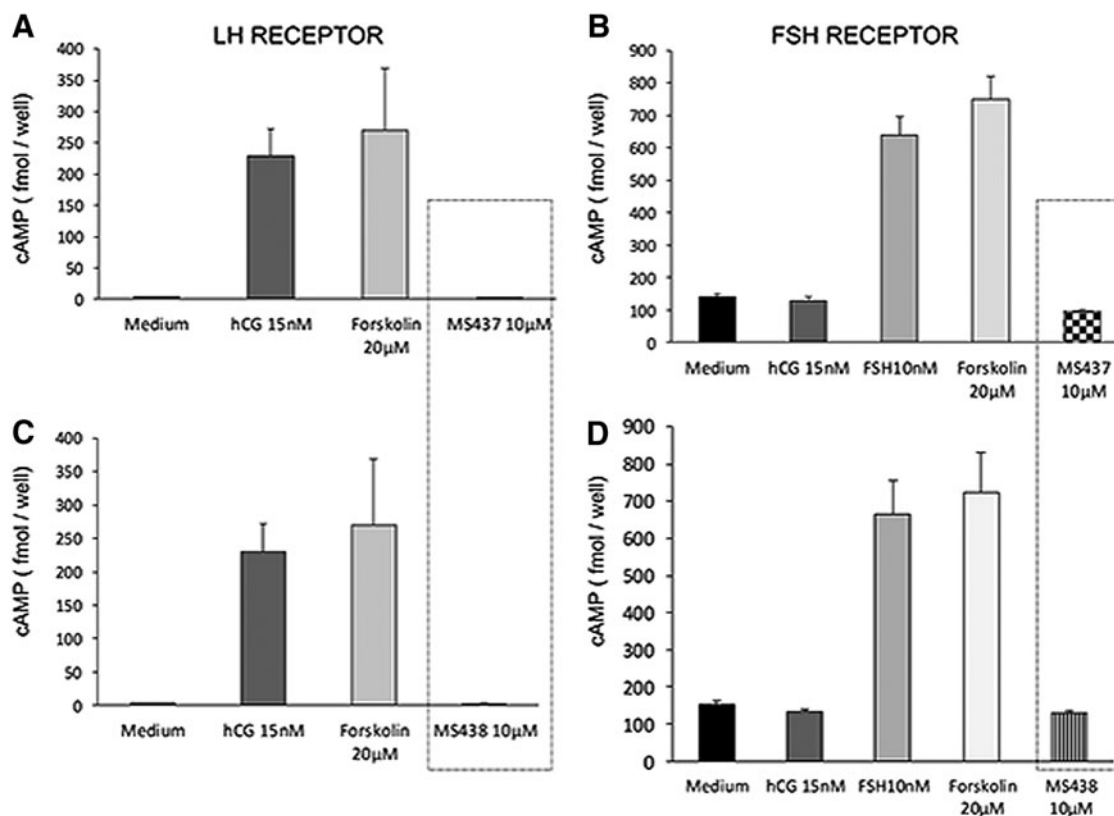 A
LH RECEPTOR
400
350
300
250
200
150
100
50
0
cAMP ( fmol / well)
Medium
hCG 15nM
Forskolin
20µM
MS437 10µM
B
FSH RECEPTOR
900
800
700
600
500
400
300
200
100
0
cAMP ( fmol / well)
Medium
hCG 15nM
FSH10nM
Forskolin
20µM
MS437
10µM
C
400
350
300
250
200
150
100
50
0
cAMP ( fmol / well)
Medium
hCG 15nM
Forskolin
20µM
MS438 10µM
D
900
800
700
600
500
400
300
200
100
0
cAMP ( fmol / well)
Medium
hCG 15nM
FSH10nM
Forskolin
20µM
MS438
10µM